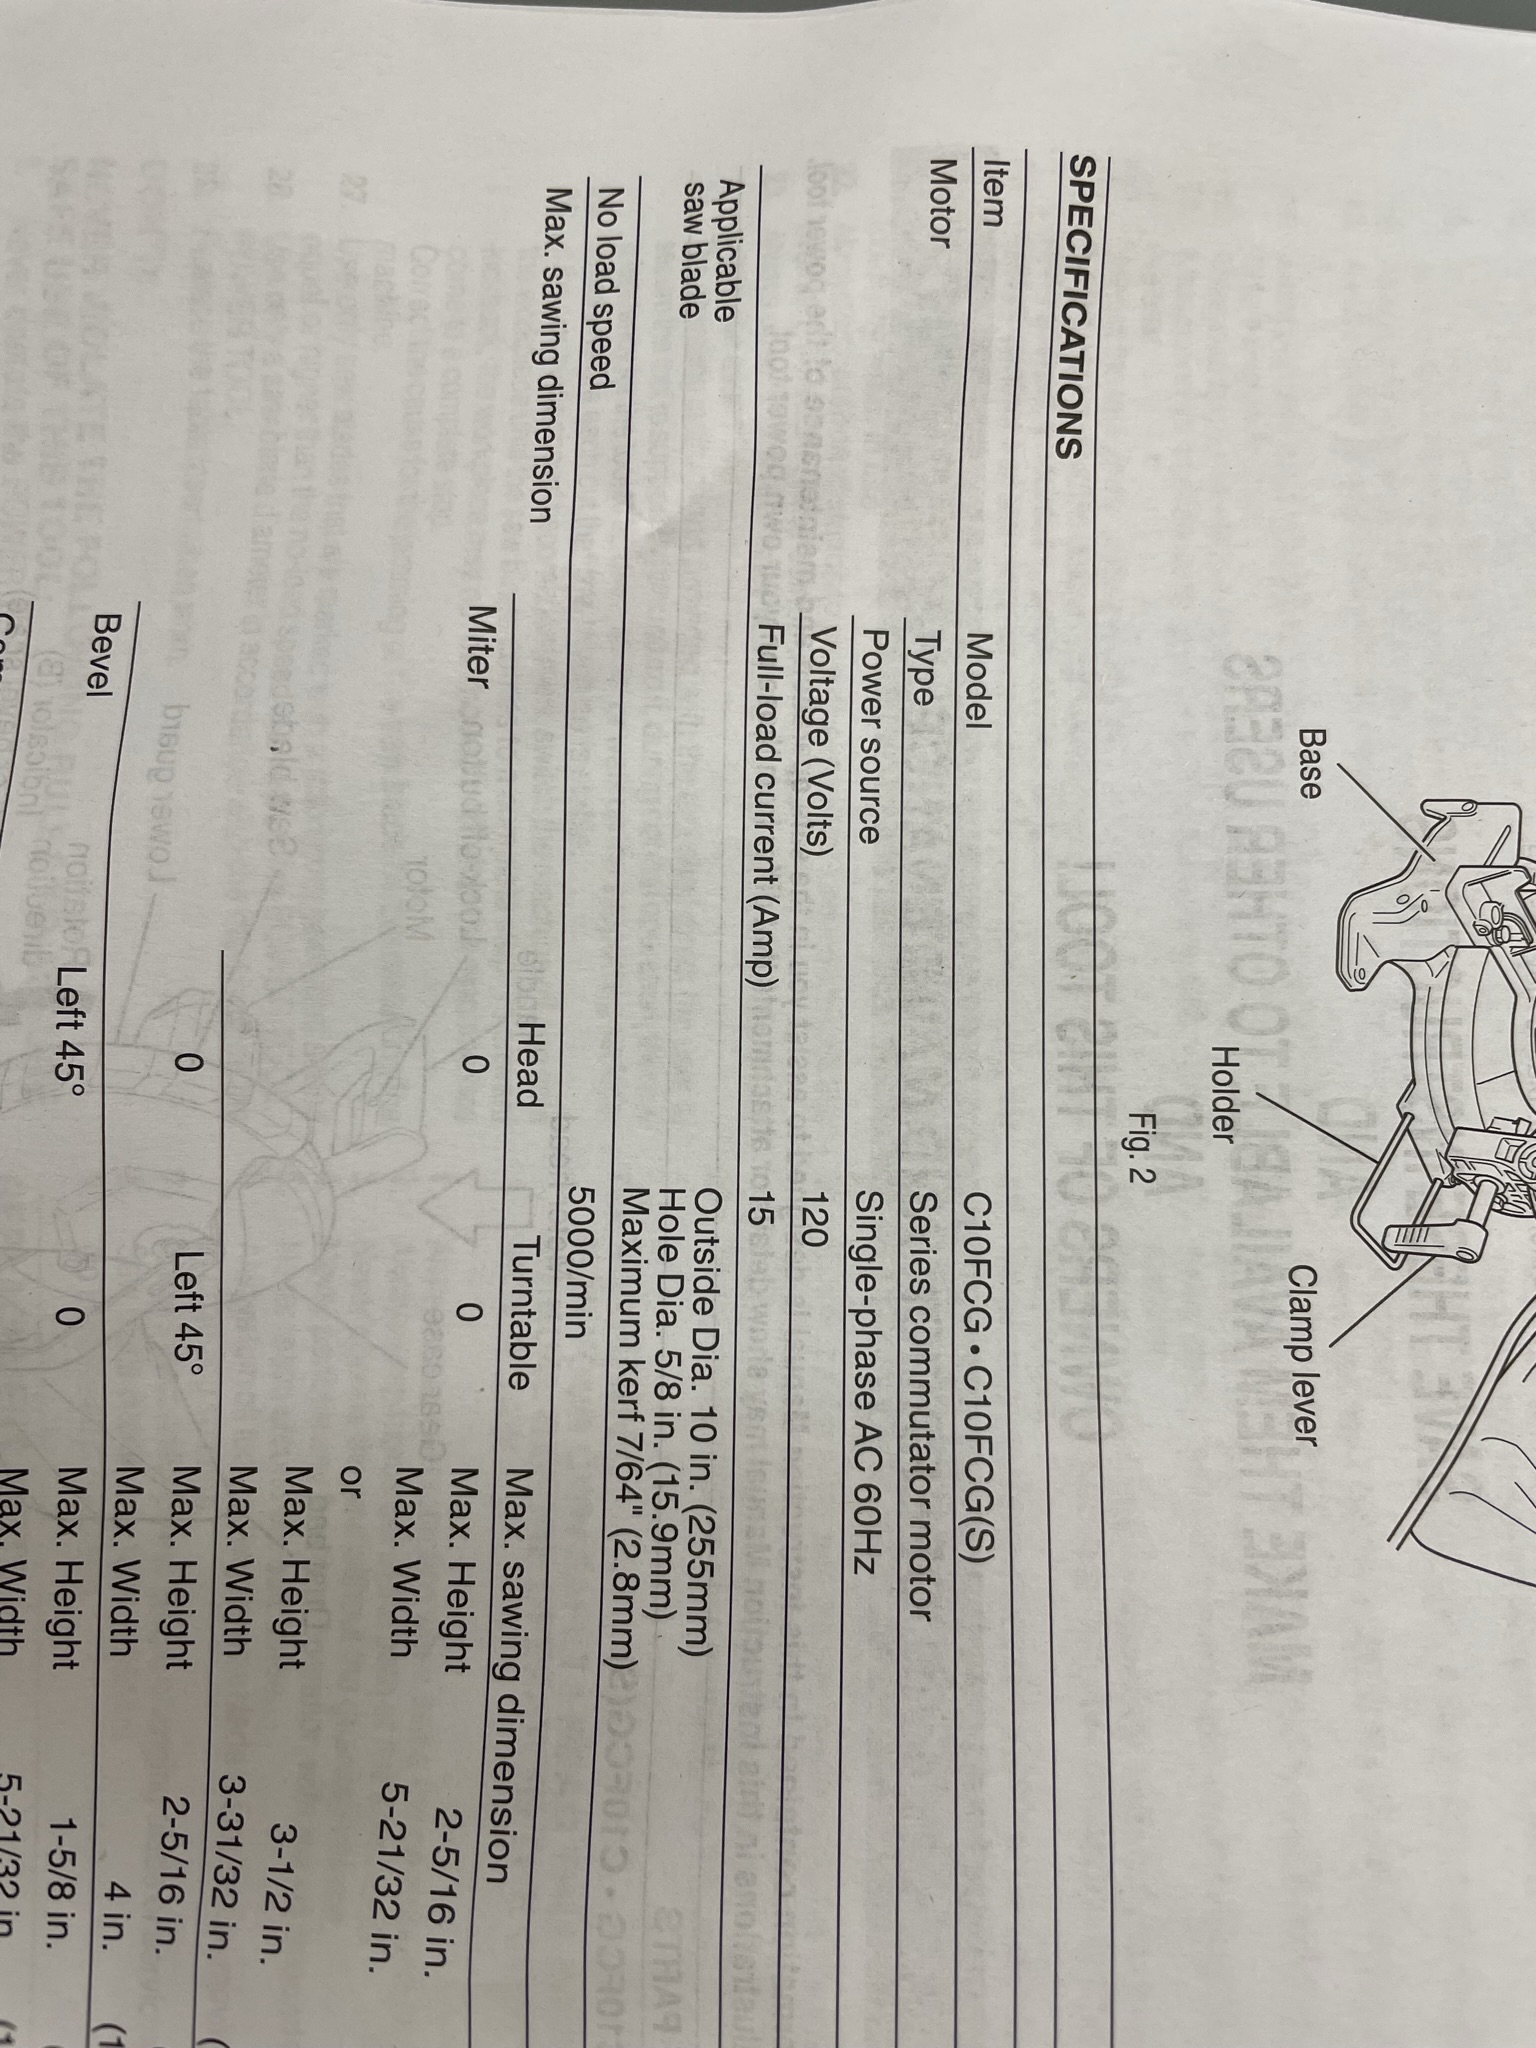 Base
Holder
Clamp lever
Fig. 2
SPECIFICATIONS
Item Model C10FCG • C10FCG(S)
Motor Type Series commutator motor
Power source Single-phase AC 60Hz
Voltage (Volts) 120
Full-load current (Amp) 15
Applicable Outside Dia. 10 in. (255mm)
saw blade Hole Dia. 5/8 in. (15.9mm)
Maximum kerf 7/64" (2.8mm)
No load speed 5000/min
Max. sawing dimension Head Turntable Max. sawing dimension
Miter 0 0 Max. Height 2-5/16 in.
Max. Width 5-21/32 in.
or
Max. Height 3-1/2 in.
Max. Width 3-31/32 in.
0 Left 45° Max. Height 2-5/16 in.
Max. Width 4 in.
Bevel Left 45° 0 Max. Height 1-5/8 in.
Max. Width 5-21/32 in